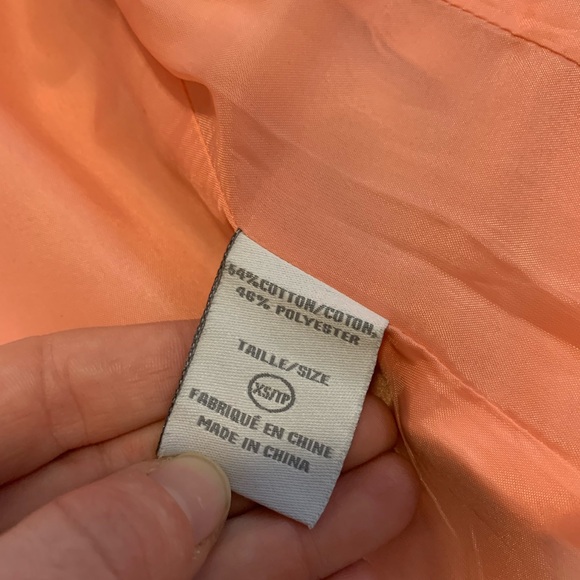 54%COTTON/COTON,
46% POLYESTER
TAILLE/SIZE
XS/TP
FABRIQUÉ EN CHINE
MADE IN CHINA